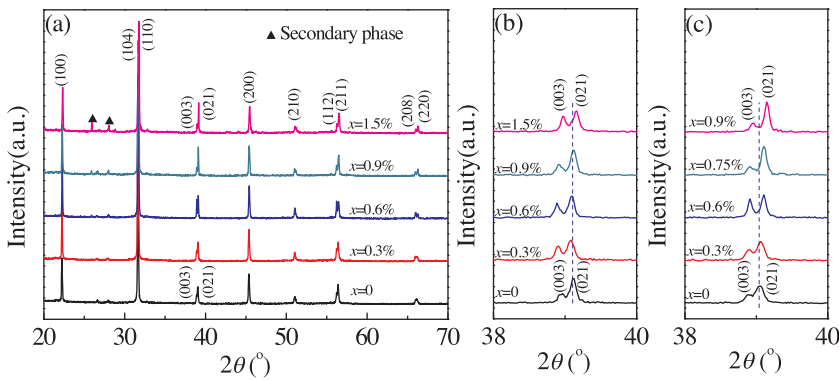 (a)
▲ Secondary phase
(100)
(104)
(110)
(003)
(021)
(200)
(210)
(112)
(211)
(208)
(220)
x=1.5%
x=0.9%
x=0.6%
x=0.3%
(003)
(021)
x=0
Intensity(a.u.)
20 30 40 50 60 70
2θ (°)
(b)
(003)
(021)
x=1.5%
x=0.9%
x=0.6%
x=0.3%
(003)
(021)
x=0
Intensity(a.u.)
38 40
2θ (°)
(c)
(003)
(021)
x=0.9%
x=0.75%
x=0.6%
x=0.3%
(003)
(021)
x=0
Intensity(a.u.)
38 40
2θ (°)